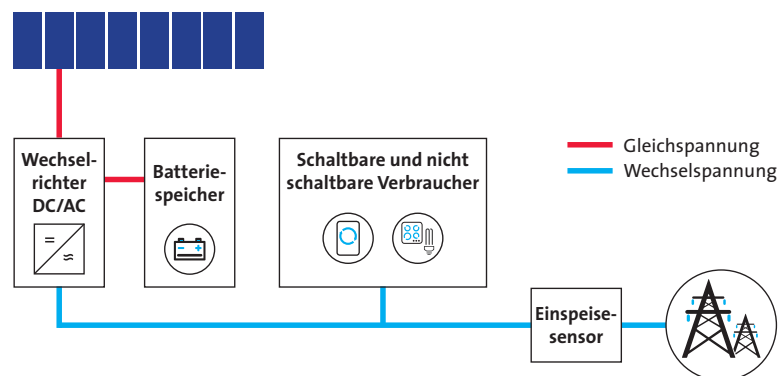 Wechsel-
richter
DC/AC
Batterie-
speicher
Schaltbare und nicht
schaltbare Verbraucher
Gleichspannung
Wechselspannung
Einspeise-
sensor